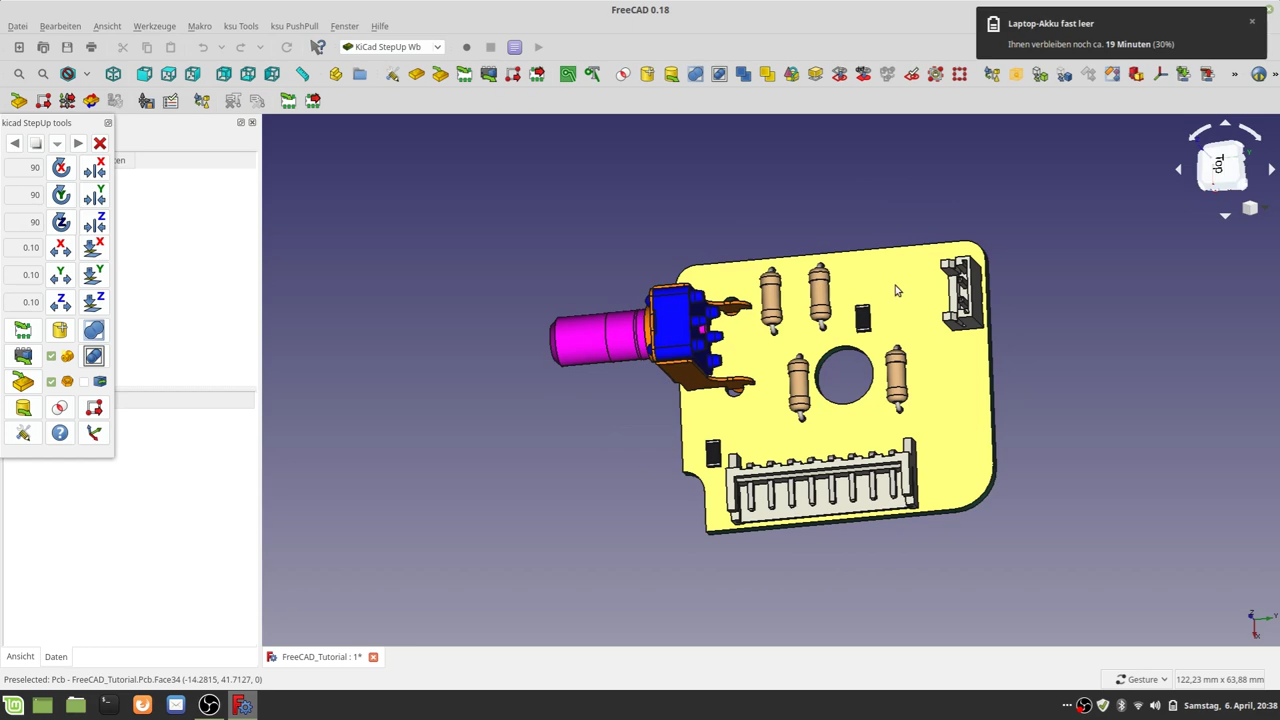 FreeCAD 0.18
Datei Bearbeiten Ansicht Werkzeuge Makro ksu Tools ksu PushPull Fenster Hilfe
Laptop-Akku fast leer
Ihnen verbleiben noch ca. 19 Minuten (30%)
KiCad StepUp Wb
kicad StepUp tools
ten
90 X X
90 Y Y
90 Z Z
0.10 X X
0.10 Y Y
0.10 Z Z
Top
Y
Z
Y
X
Ansicht Daten
FreeCAD_Tutorial : 1*
Preselected: Pcb - FreeCAD_Tutorial.Pcb.Face34 (-14.2815, 41.7127, 0)
Gesture
122,23 mm x 63,88 mm
Samstag, 6. April, 20:38